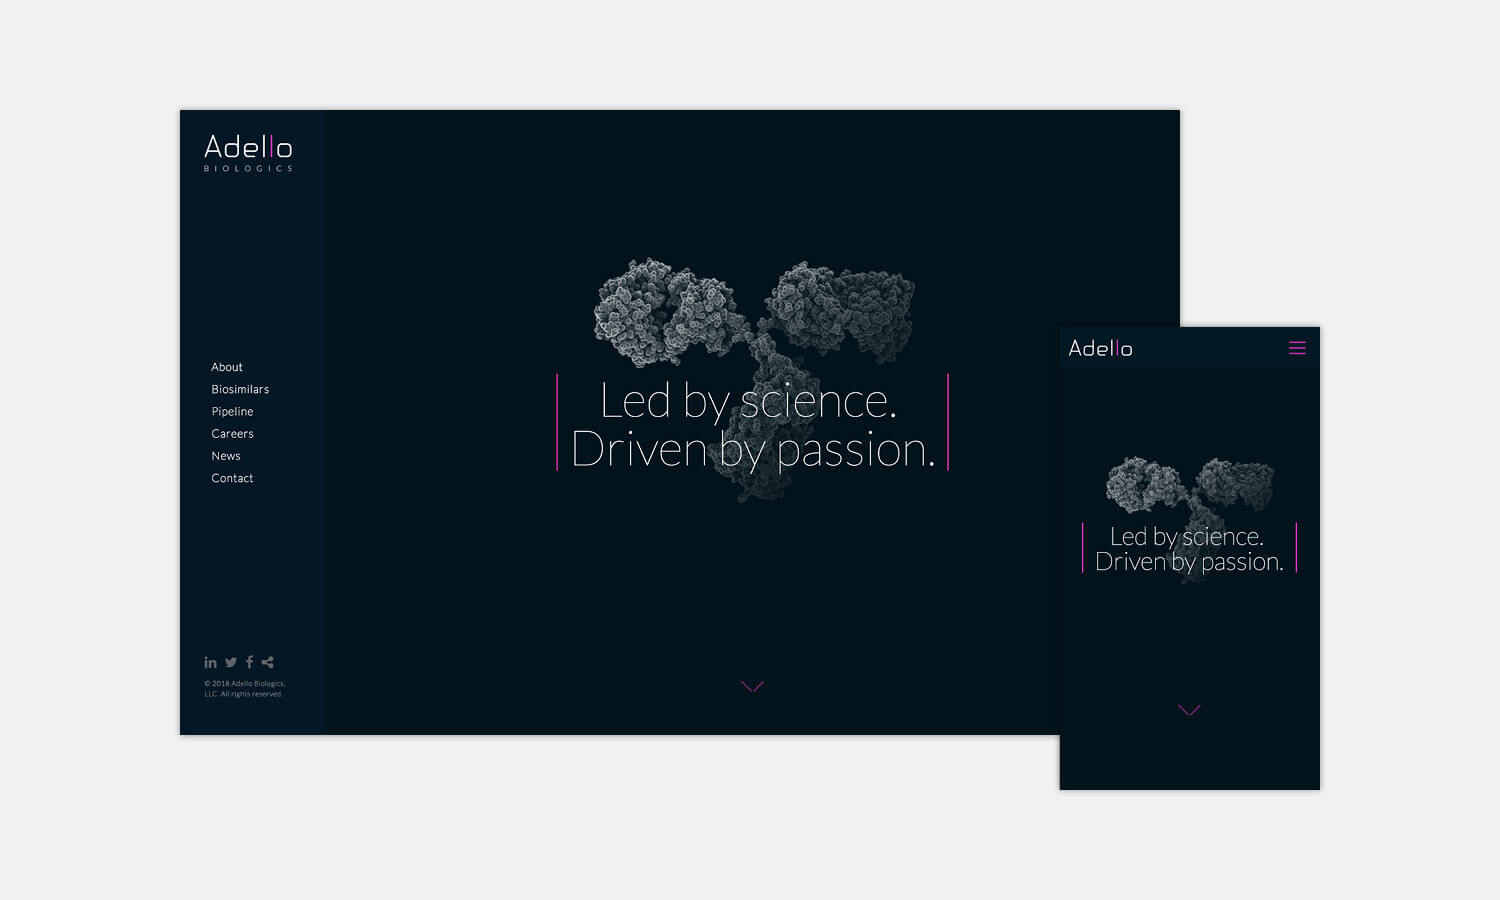 Adello
BIOLOGICS
About
Biosimilars
Pipeline
Careers
News
Contact
© 2018 Adello Biologics,
LLC. All rights reserved.
Led by science.
Driven by passion.
Adello
Led by science.
Driven by passion.